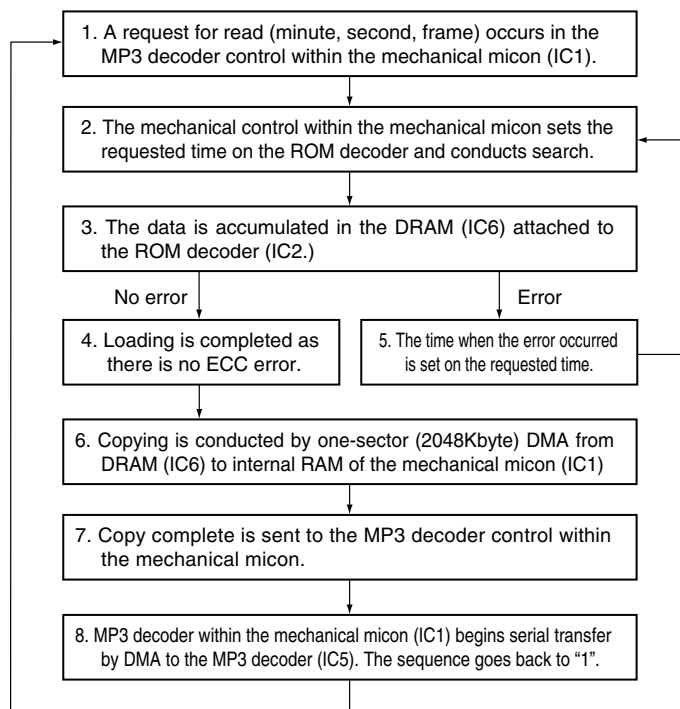 1. A request for read (minute, second, frame) occurs in the
MP3 decoder control within the mechanical micon (IC1).
2. The mechanical control within the mechanical micon sets the
requested time on the ROM decoder and conducts search.
3. The data is accumulated in the DRAM (IC6) attached to
the ROM decoder (IC2.)
No error
Error
4. Loading is completed as
there is no ECC error.
5. The time when the error occurred
is set on the requested time.
6. Copying is conducted by one-sector (2048Kbyte) DMA from
DRAM (IC6) to internal RAM of the mechanical micon (IC1)
7. Copy complete is sent to the MP3 decoder control within
the mechanical micon.
8. MP3 decoder within the mechanical micon (IC1) begins serial transfer
by DMA to the MP3 decoder (IC5). The sequence goes back to “1”.